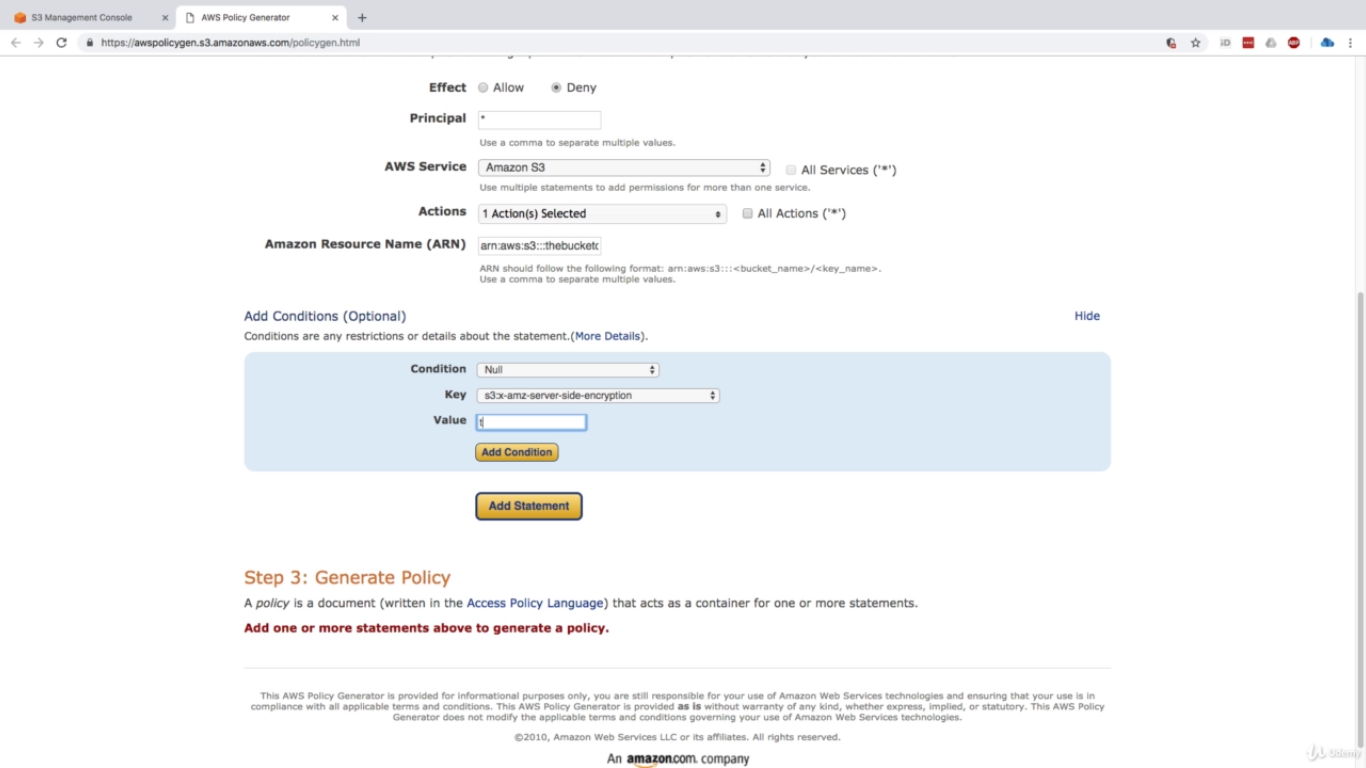 S3 Management Console
AWS Policy Generator
https://awspolicygen.s3.amazonaws.com/policygen.html
Effect Allow Deny
Principal *
Use a comma to separate multiple values.
AWS Service Amazon S3 All Services ('*')
Use multiple statements to add permissions for more than one service.
Actions 1 Action(s) Selected All Actions ('*')
Amazon Resource Name (ARN) arn:aws:s3:::thebucketc
ARN should follow the following format: arn:aws:s3:::<bucket_name>/<key_name>.
Use a comma to separate multiple values.
Add Conditions (Optional) Hide
Conditions are any restrictions or details about the statement.(More Details).
Condition Null
Key s3:x-amz-server-side-encryption
Value t
Add Condition
Add Statement
Step 3: Generate Policy
A policy is a document (written in the Access Policy Language) that acts as a container for one or more statements.
Add one or more statements above to generate a policy.
This AWS Policy Generator is provided for informational purposes only, you are still responsible for your use of Amazon Web Services technologies and ensuring that your use is in
compliance with all applicable terms and conditions. This AWS Policy Generator is provided as is without warranty of any kind, whether express, implied, or statutory. This AWS Policy
Generator does not modify the applicable terms and conditions governing your use of Amazon Web Services technologies.
©2010, Amazon Web Services LLC or its affiliates. All rights reserved.
An amazon.com. company
Udemy